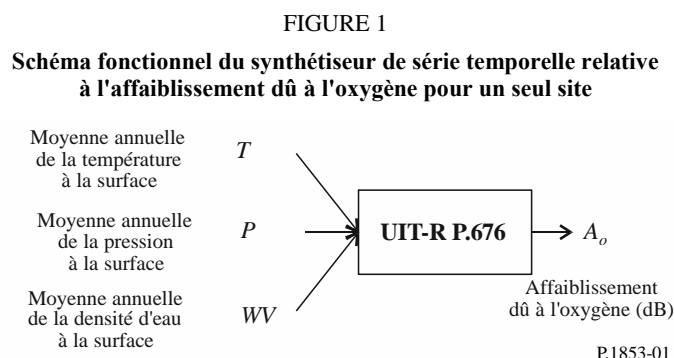 FIGURE 1
Schéma fonctionnel du synthétiseur de série temporelle relative
à l'affaiblissement dû à l'oxygène pour un seul site
Moyenne annuelle
de la température
à la surface
T
Moyenne annuelle
de la pression
à la surface
P
UIT-R P.676
Ao
Moyenne annuelle
de la densité d'eau
à la surface
WV
Affaiblissement
dû à l'oxygène (dB)
P.1853-01